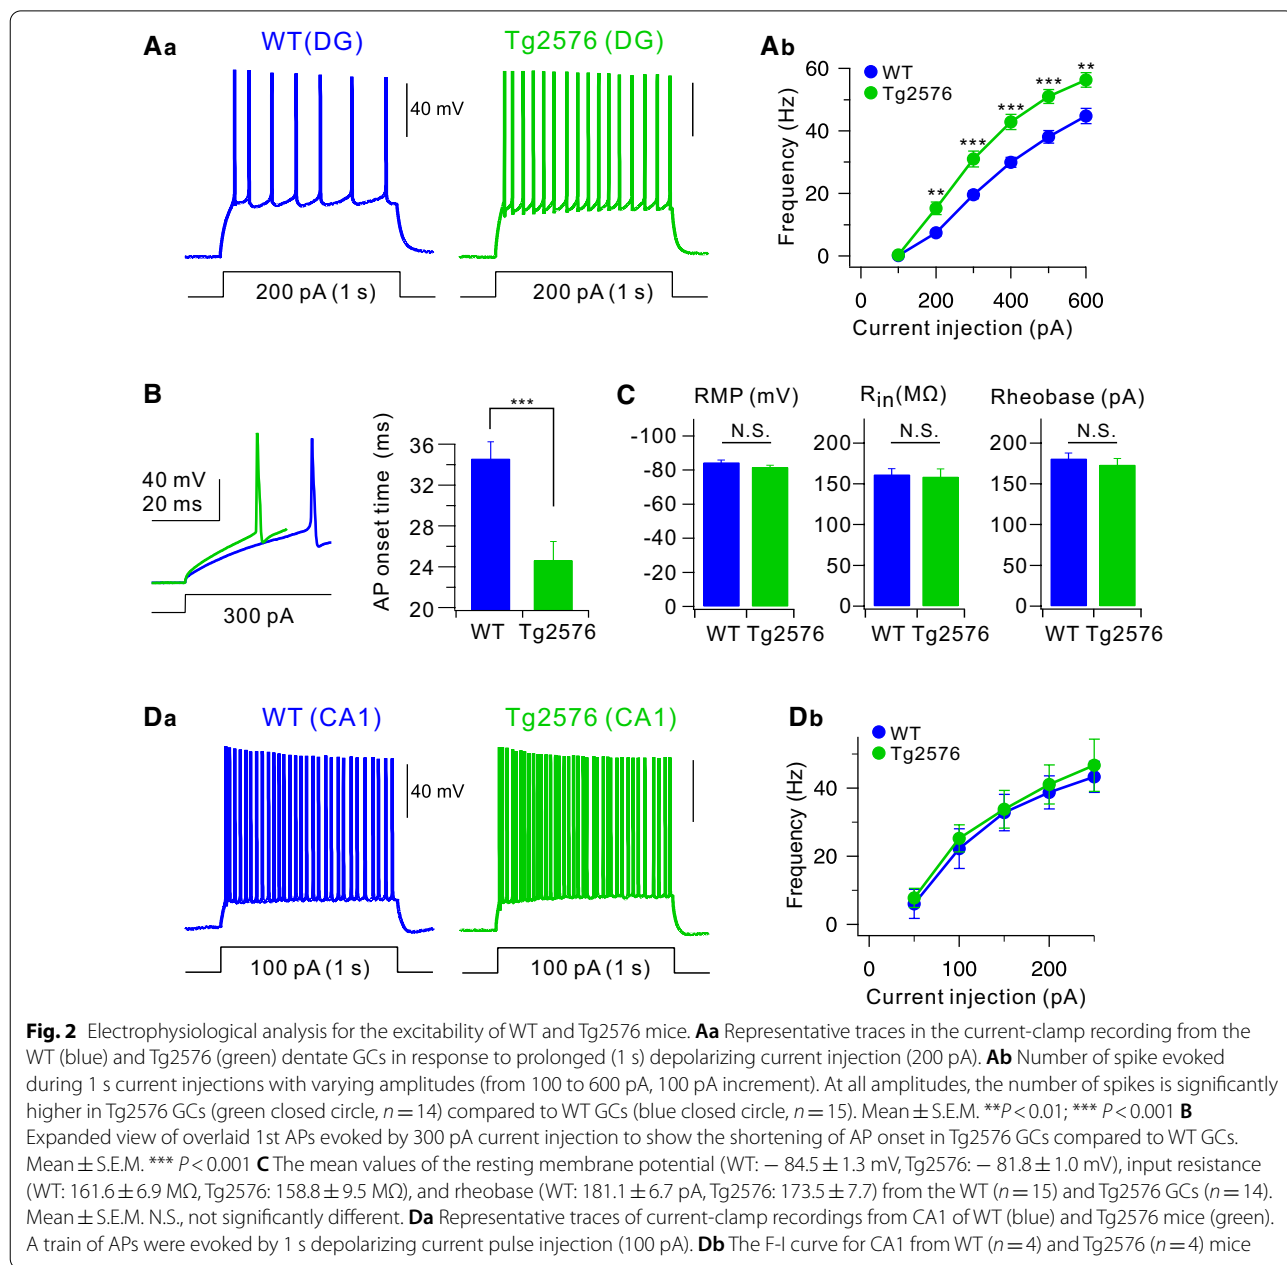 Aa
WT(DG)
Tg2576 (DG)
40 mV
200 pA (1 s)
200 pA (1 s)
Ab
WT
Tg2576
Frequency (Hz)
60
40
20
0
** *** *** *** **
0 200 400 600
Current injection (pA)
B
40 mV
20 ms
300 pA
AP onset time (ms)
***
36
32
28
24
20
WT Tg2576
C
RMP (mV)
N.S.
-100
-80
-60
-40
-20
0
WT Tg2576
Rin(MΩ)
N.S.
200
150
100
50
0
WT Tg2576
Rheobase (pA)
N.S.
200
150
100
50
0
WT Tg2576
Da
WT (CA1)
Tg2576 (CA1)
40 mV
100 pA (1 s)
100 pA (1 s)
Db
WT
Tg2576
Frequency (Hz)
40
20
0
0 100 200
Current injection (pA)
Fig. 2 Electrophysiological analysis for the excitability of WT and Tg2576 mice. Aa Representative traces in the current-clamp recording from the
WT (blue) and Tg2576 (green) dentate GCs in response to prolonged (1 s) depolarizing current injection (200 pA). Ab Number of spike evoked
during 1 s current injections with varying amplitudes (from 100 to 600 pA, 100 pA increment). At all amplitudes, the number of spikes is significantly
higher in Tg2576 GCs (green closed circle, n = 14) compared to WT GCs (blue closed circle, n = 15). Mean ± S.E.M. **P < 0.01; *** P < 0.001 B
Expanded view of overlaid 1st APs evoked by 300 pA current injection to show the shortening of AP onset in Tg2576 GCs compared to WT GCs.
Mean ± S.E.M. *** P < 0.001 C The mean values of the resting membrane potential (WT: − 84.5 ± 1.3 mV, Tg2576: − 81.8 ± 1.0 mV), input resistance
(WT: 161.6 ± 6.9 MΩ, Tg2576: 158.8 ± 9.5 MΩ), and rheobase (WT: 181.1 ± 6.7 pA, Tg2576: 173.5 ± 7.7) from the WT (n = 15) and Tg2576 GCs (n = 14).
Mean ± S.E.M. N.S., not significantly different. Da Representative traces of current-clamp recordings from CA1 of WT (blue) and Tg2576 mice (green).
A train of APs were evoked by 1 s depolarizing current pulse injection (100 pA). Db The F-I curve for CA1 from WT (n = 4) and Tg2576 (n = 4) mice